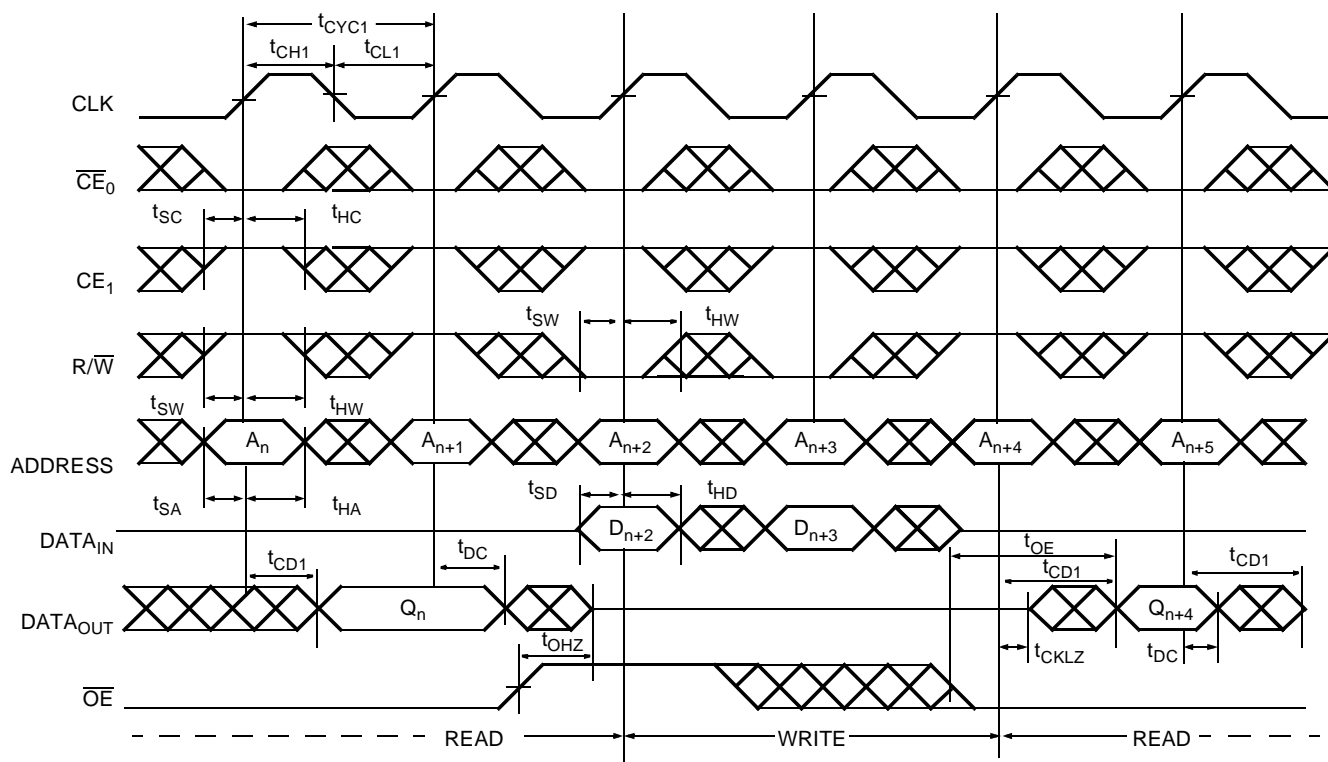 tCYC1
tCH1 tCL1
CLK
CE0
tSC tHC
CE1
tSW tHW
R/W
tSW tHW
An An+1 An+2 An+3 An+4 An+5
ADDRESS
tSA tHA tSD tHD
DATAIN Dn+2 Dn+3
tCD1 tDC tOE tCD1 tCD1
DATAOUT Qn Qn+4
tOHZ tCKLZ tDC
OE
READ WRITE READ